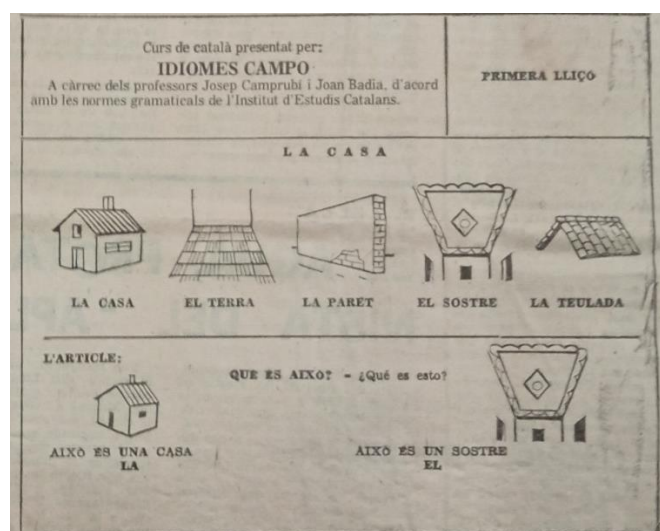 Curs de català presentat per:
IDIOMES CAMPO
A càrrec dels professors Josep Camprubí i Joan Badia, d'acord
amb les normes gramaticals de l'Institut d'Estudis Catalans.
PRIMERA LLIÇÓ
LA CASA
LA CASA
EL TERRA
LA PARET
EL SOSTRE
LA TEULADA
L'ARTICLE:
QUE ES AIXÒ? - ¿Qué es esto?
AIXÒ ÉS UNA CASA
LA
AIXÒ ÉS UN SOSTRE
EL